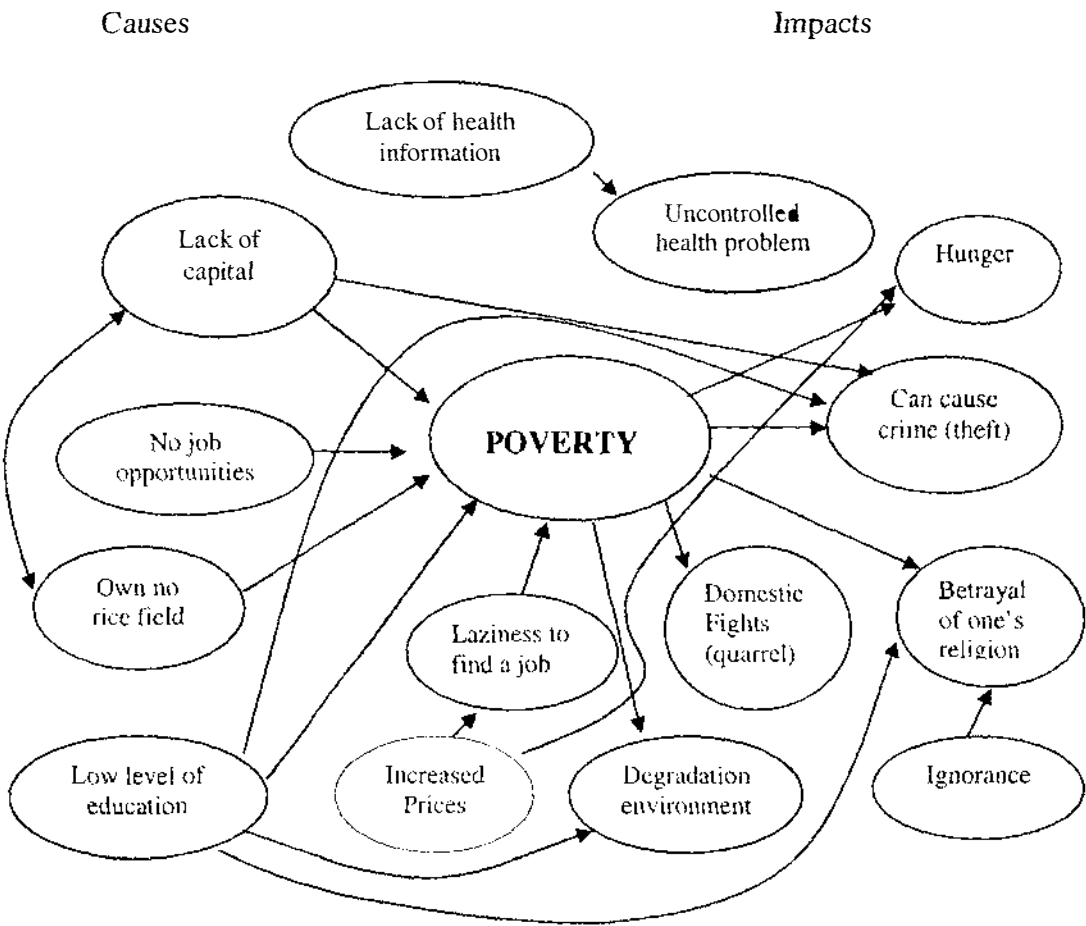 Causes
Impacts
Lack of health
information
Uncontrolled
health problem
Lack of
capital
Hunger
Can cause
crime (theft)
POVERTY
No job
opportunities
Own no
rice field
Laziness to
find a job
Domestic
Fights
(quarrel)
Betrayal
of one's
religion
Low level of
education
Increased
Prices
Degradation
environment
Ignorance